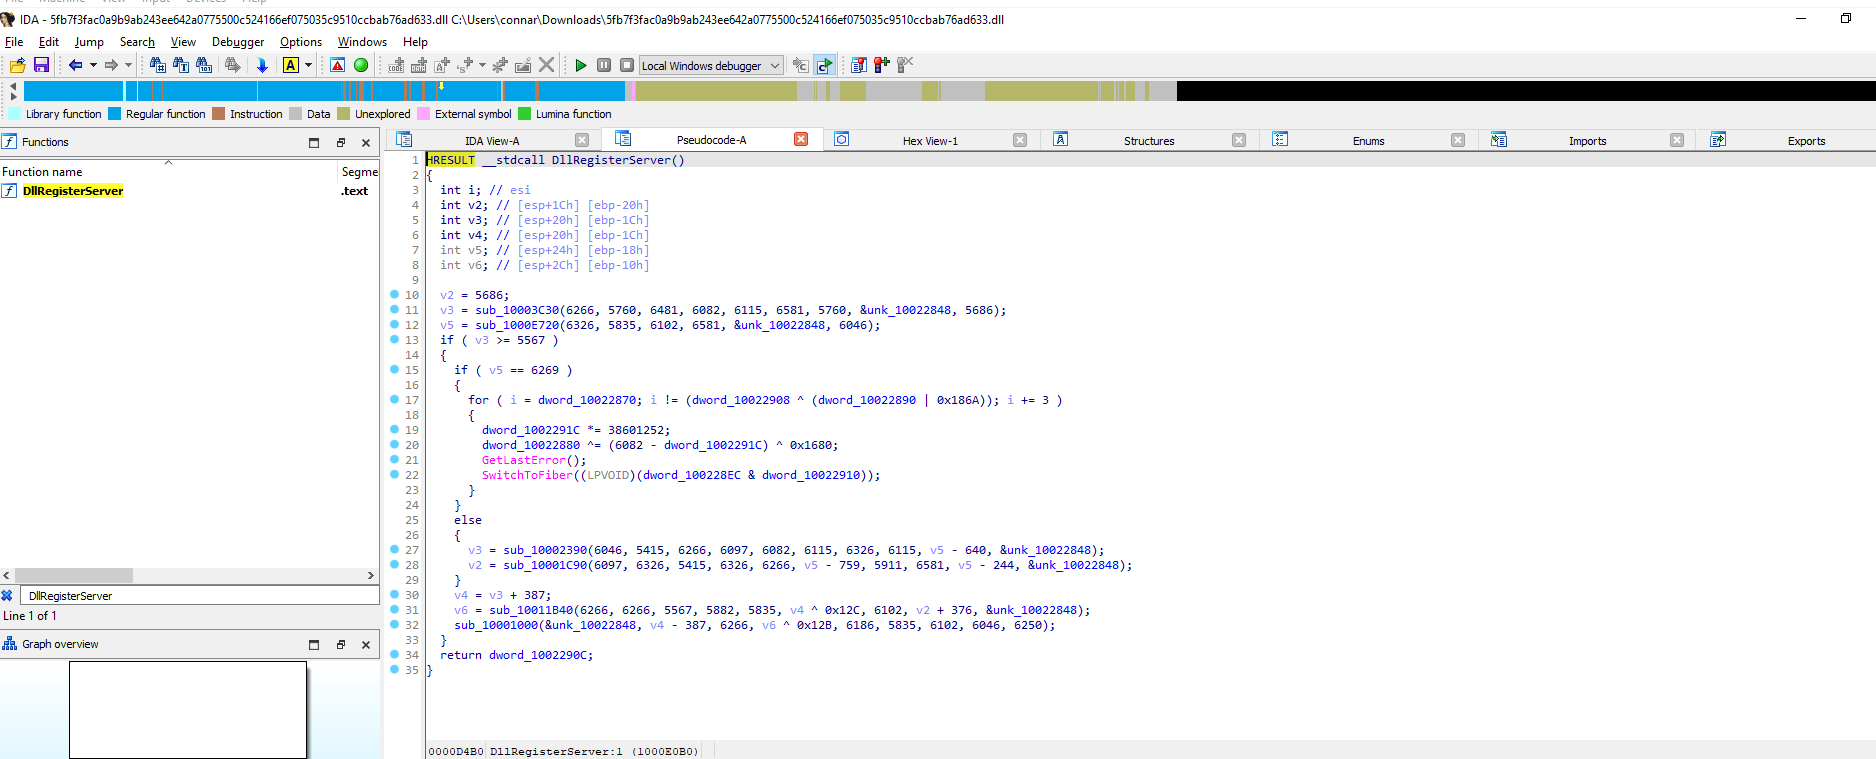 File Machine View Input Devices Help
IDA - 5fb7f3fac0a9b9ab243ee642a0775500c524166ef075035c9510ccbab76ad633.dll C:\Users\connar\Downloads\5fb7f3fac0a9b9ab243ee642a0775500c524166ef075035c9510ccbab76ad633.dll
File Edit Jump Search View Debugger Options Windows Help
Local Windows debugger
Library function Regular function Instruction Data Unexplored External symbol Lumina function
Functions
IDA View-A Pseudocode-A Hex View-1 Structures Enums Imports Exports
Function name Segme
DllRegisterServer .text
DllRegisterServer
Line 1 of 1
Graph overview
1 HRESULT __stdcall DllRegisterServer()
2 {
3 int i; // esi
4 int v2; // [esp+1Ch] [ebp-20h]
5 int v3; // [esp+20h] [ebp-1Ch]
6 int v4; // [esp+20h] [ebp-1Ch]
7 int v5; // [esp+24h] [ebp-18h]
8 int v6; // [esp+2Ch] [ebp-10h]
9
10 v2 = 5686;
11 v3 = sub_10003C30(6266, 5760, 6481, 6082, 6115, 6581, 5760, &unk_10022848, 5686);
12 v5 = sub_1000E720(6326, 5835, 6102, 6581, &unk_10022848, 6046);
13 if ( v3 >= 5567 )
14 {
15 if ( v5 == 6269 )
16 {
17 for ( i = dword_10022870; i != (dword_10022908 ^ (dword_10022890 | 0x186A)); i += 3 )
18 {
19 dword_1002291C *= 38601252;
20 dword_10022880 ^= (6082 - dword_1002291C) ^ 0x1680;
21 GetLastError();
22 SwitchToFiber((LPVOID)(dword_100228EC & dword_10022910));
23 }
24 }
25 else
26 {
27 v3 = sub_10002390(6046, 5415, 6266, 6097, 6082, 6115, 6326, 6115, v5 - 640, &unk_10022848);
28 v2 = sub_10001C90(6097, 6326, 5415, 6326, 6266, v5 - 759, 5911, 6581, v5 - 244, &unk_10022848);
29 }
30 v4 = v3 + 387;
31 v6 = sub_10011B40(6266, 6266, 5567, 5882, 5835, v4 ^ 0x12C, 6102, v2 + 376, &unk_10022848);
32 sub_10001000(&unk_10022848, v4 - 387, 6266, v6 ^ 0x12B, 6186, 5835, 6102, 6046, 6250);
33 }
34 return dword_1002290C;
35 }
0000D4B0 DllRegisterServer:1 (1000E0B0)